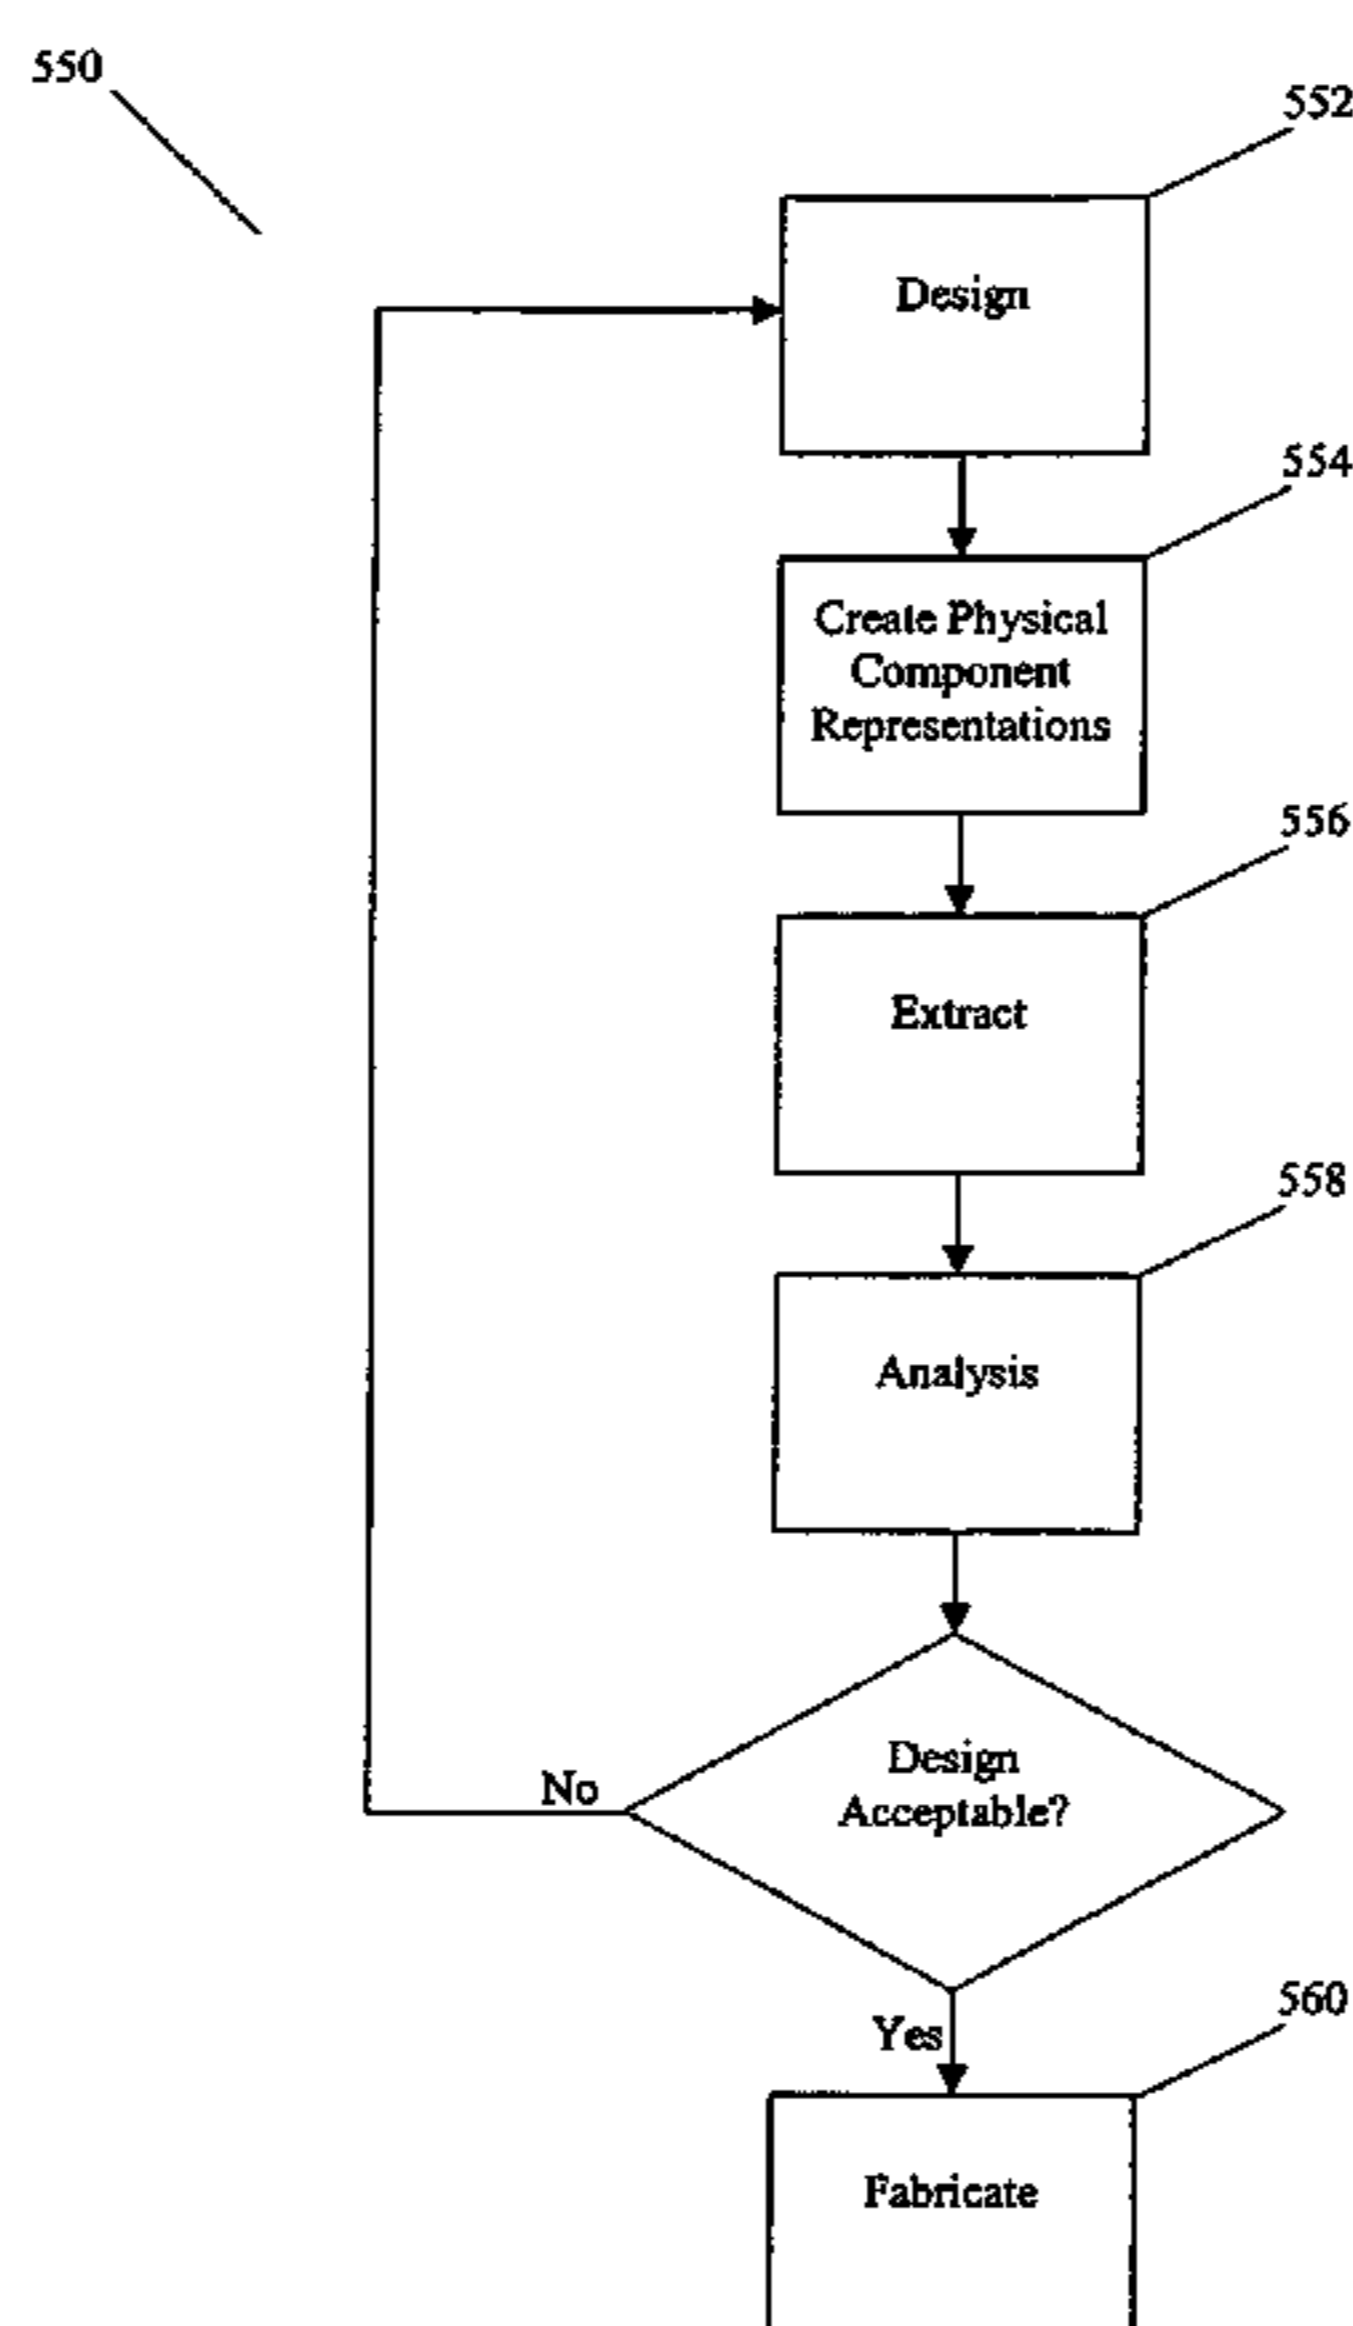 550
552
Design
554
Create Physical
Component
Representations
556
Extract
558
Analysis
Design
Acceptable?
No
Yes
560
Fabricate